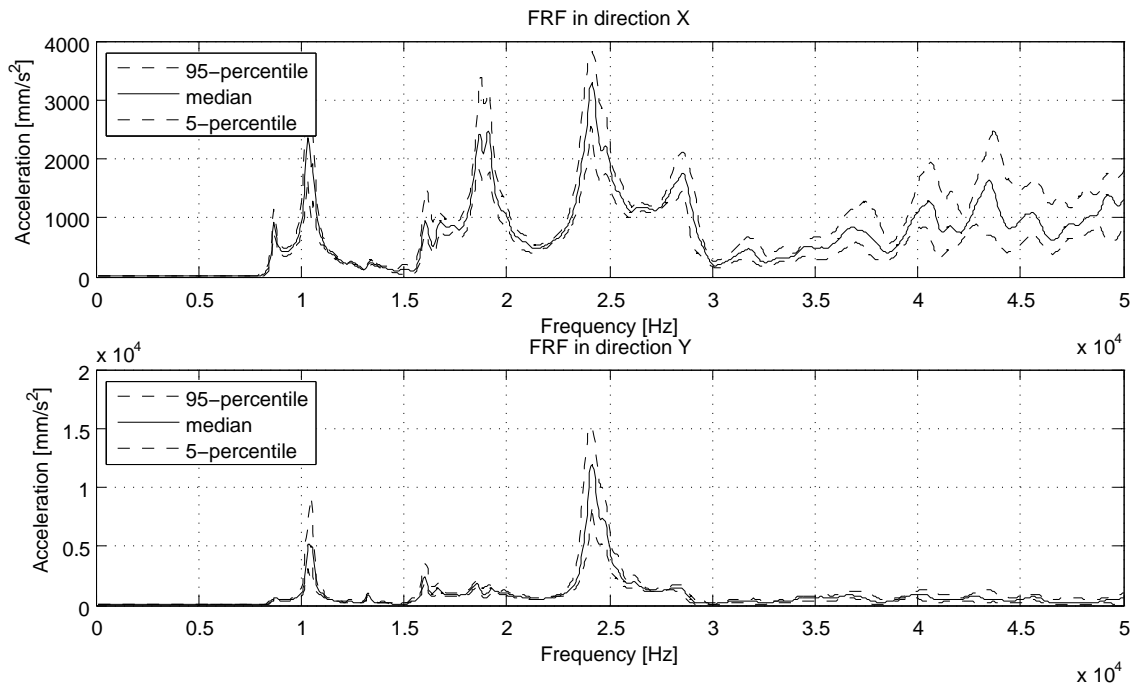 FRF in direction X
4000
3000
2000
1000
0
Acceleration [mm/s²]
95−percentile
median
5−percentile
0 0.5 1 1.5 2 2.5 3 3.5 4 4.5 5
Frequency [Hz]
x 10⁴
FRF in direction Y
x 10⁴
2
1.5
1
0.5
0
Acceleration [mm/s²]
95−percentile
median
5−percentile
0 0.5 1 1.5 2 2.5 3 3.5 4 4.5 5
Frequency [Hz]
x 10⁴